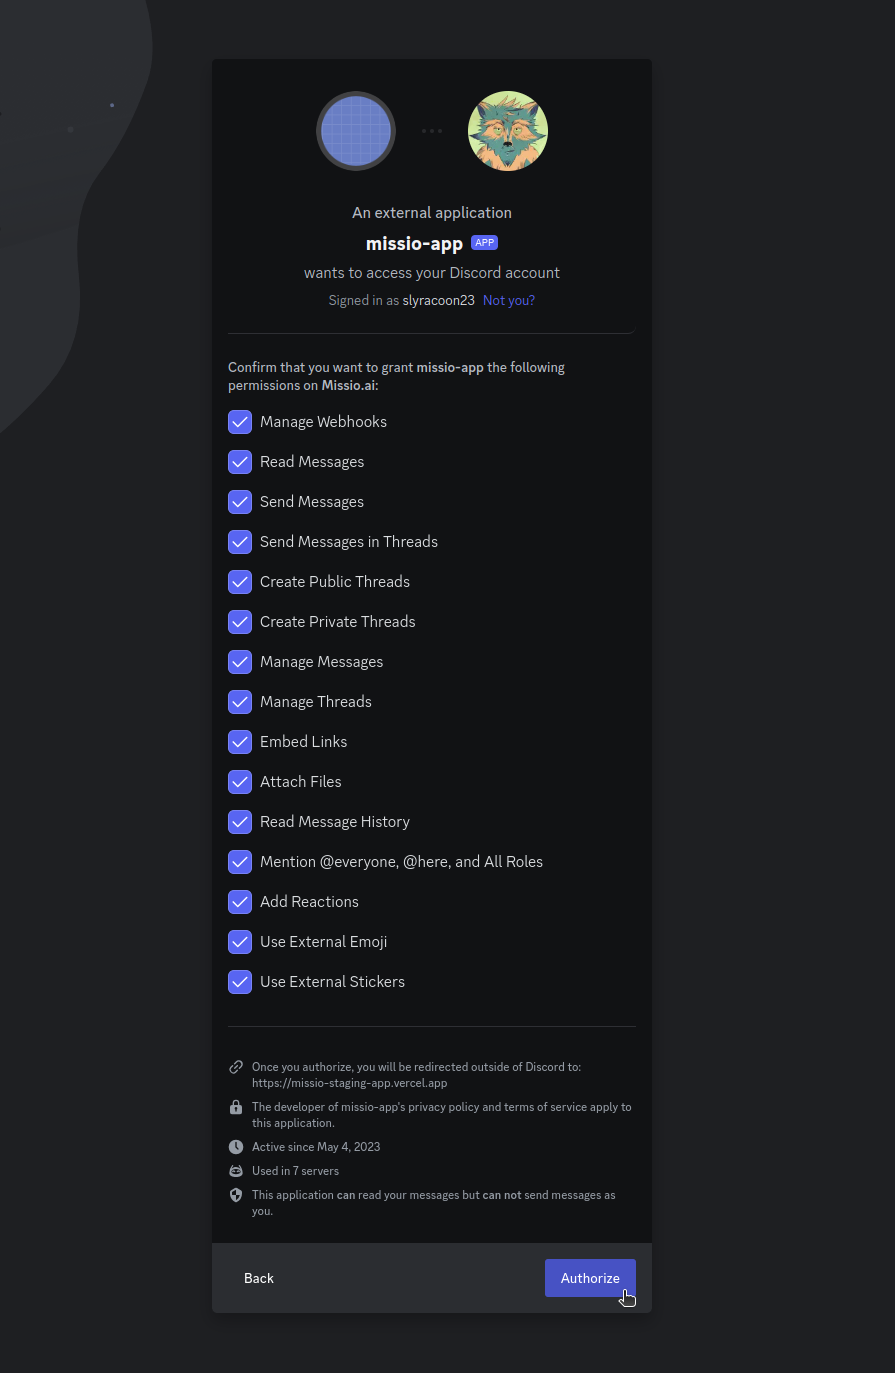 An external application
missio-app APP
wants to access your Discord account
Signed in as slyracoon23 Not you?
Confirm that you want to grant missio-app the following
permissions on Missio.ai:
Manage Webhooks
Read Messages
Send Messages
Send Messages in Threads
Create Public Threads
Create Private Threads
Manage Messages
Manage Threads
Embed Links
Attach Files
Read Message History
Mention @everyone, @here, and All Roles
Add Reactions
Use External Emoji
Use External Stickers
Once you authorize, you will be redirected outside of Discord to:
https://missio-staging-app.vercel.app
The developer of missio-app's privacy policy and terms of service apply to
this application.
Active since May 4, 2023
Used in 7 servers
This application can read your messages but can not send messages as
you.
Back
Authorize